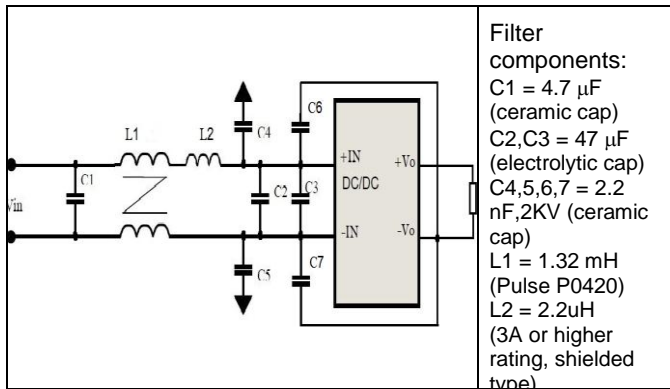 C6
C4
L1
L2
+IN
+Vo
C1
C2
C3
DC/DC
Vin
-IN
-Vo
C5
C7
Filter
components:
C1 = 4.7 μF
(ceramic cap)
C2,C3 = 47 μF
(electrolytic cap)
C4,5,6,7 = 2.2
nF,2KV (ceramic
cap)
L1 = 1.32 mH
(Pulse P0420)
L2 = 2.2uH
(3A or higher
rating, shielded
type)